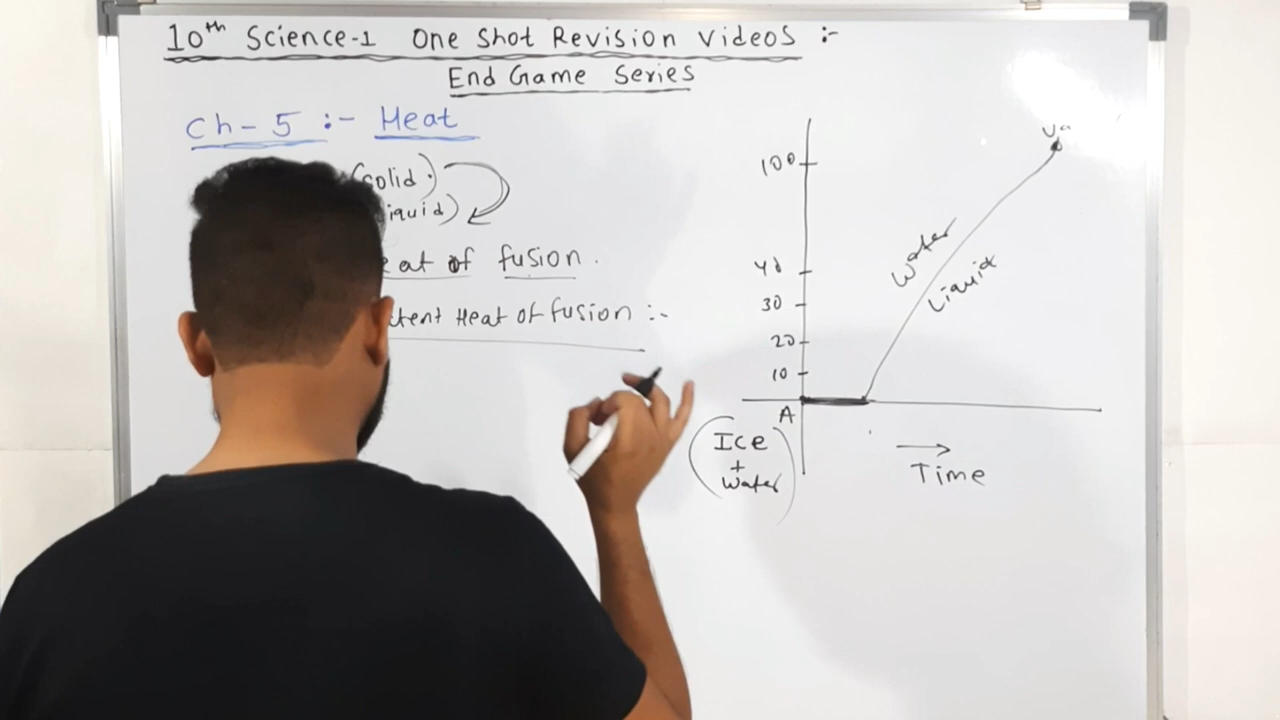 10th Science-1 One Shot Revision Videos :-
End Game Series
Ch-5 :- Heat
(solid)
iquid)
eat of fusion.
tent Heat of fusion :-
100
40
30
20
10
A
Water
Liquid
(Ice
+
Water)
Time